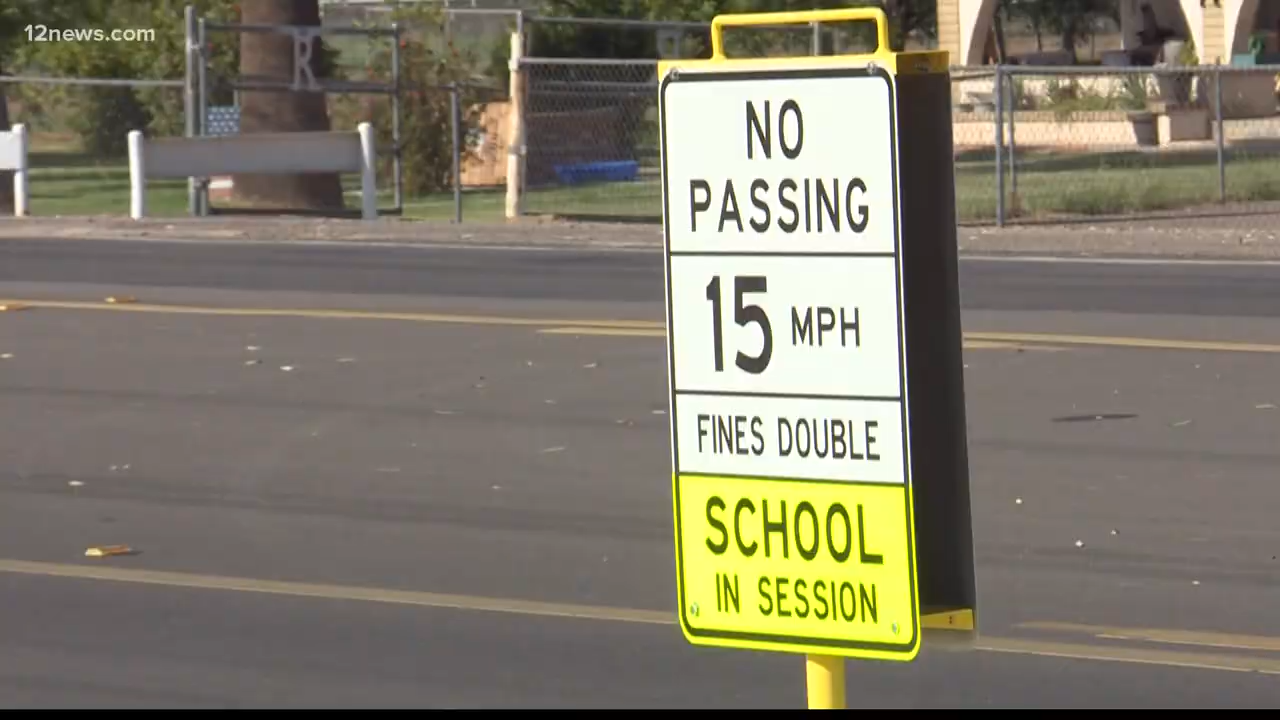 12news.com
R
NO
PASSING
15 MPH
FINES DOUBLE
SCHOOL
IN SESSION